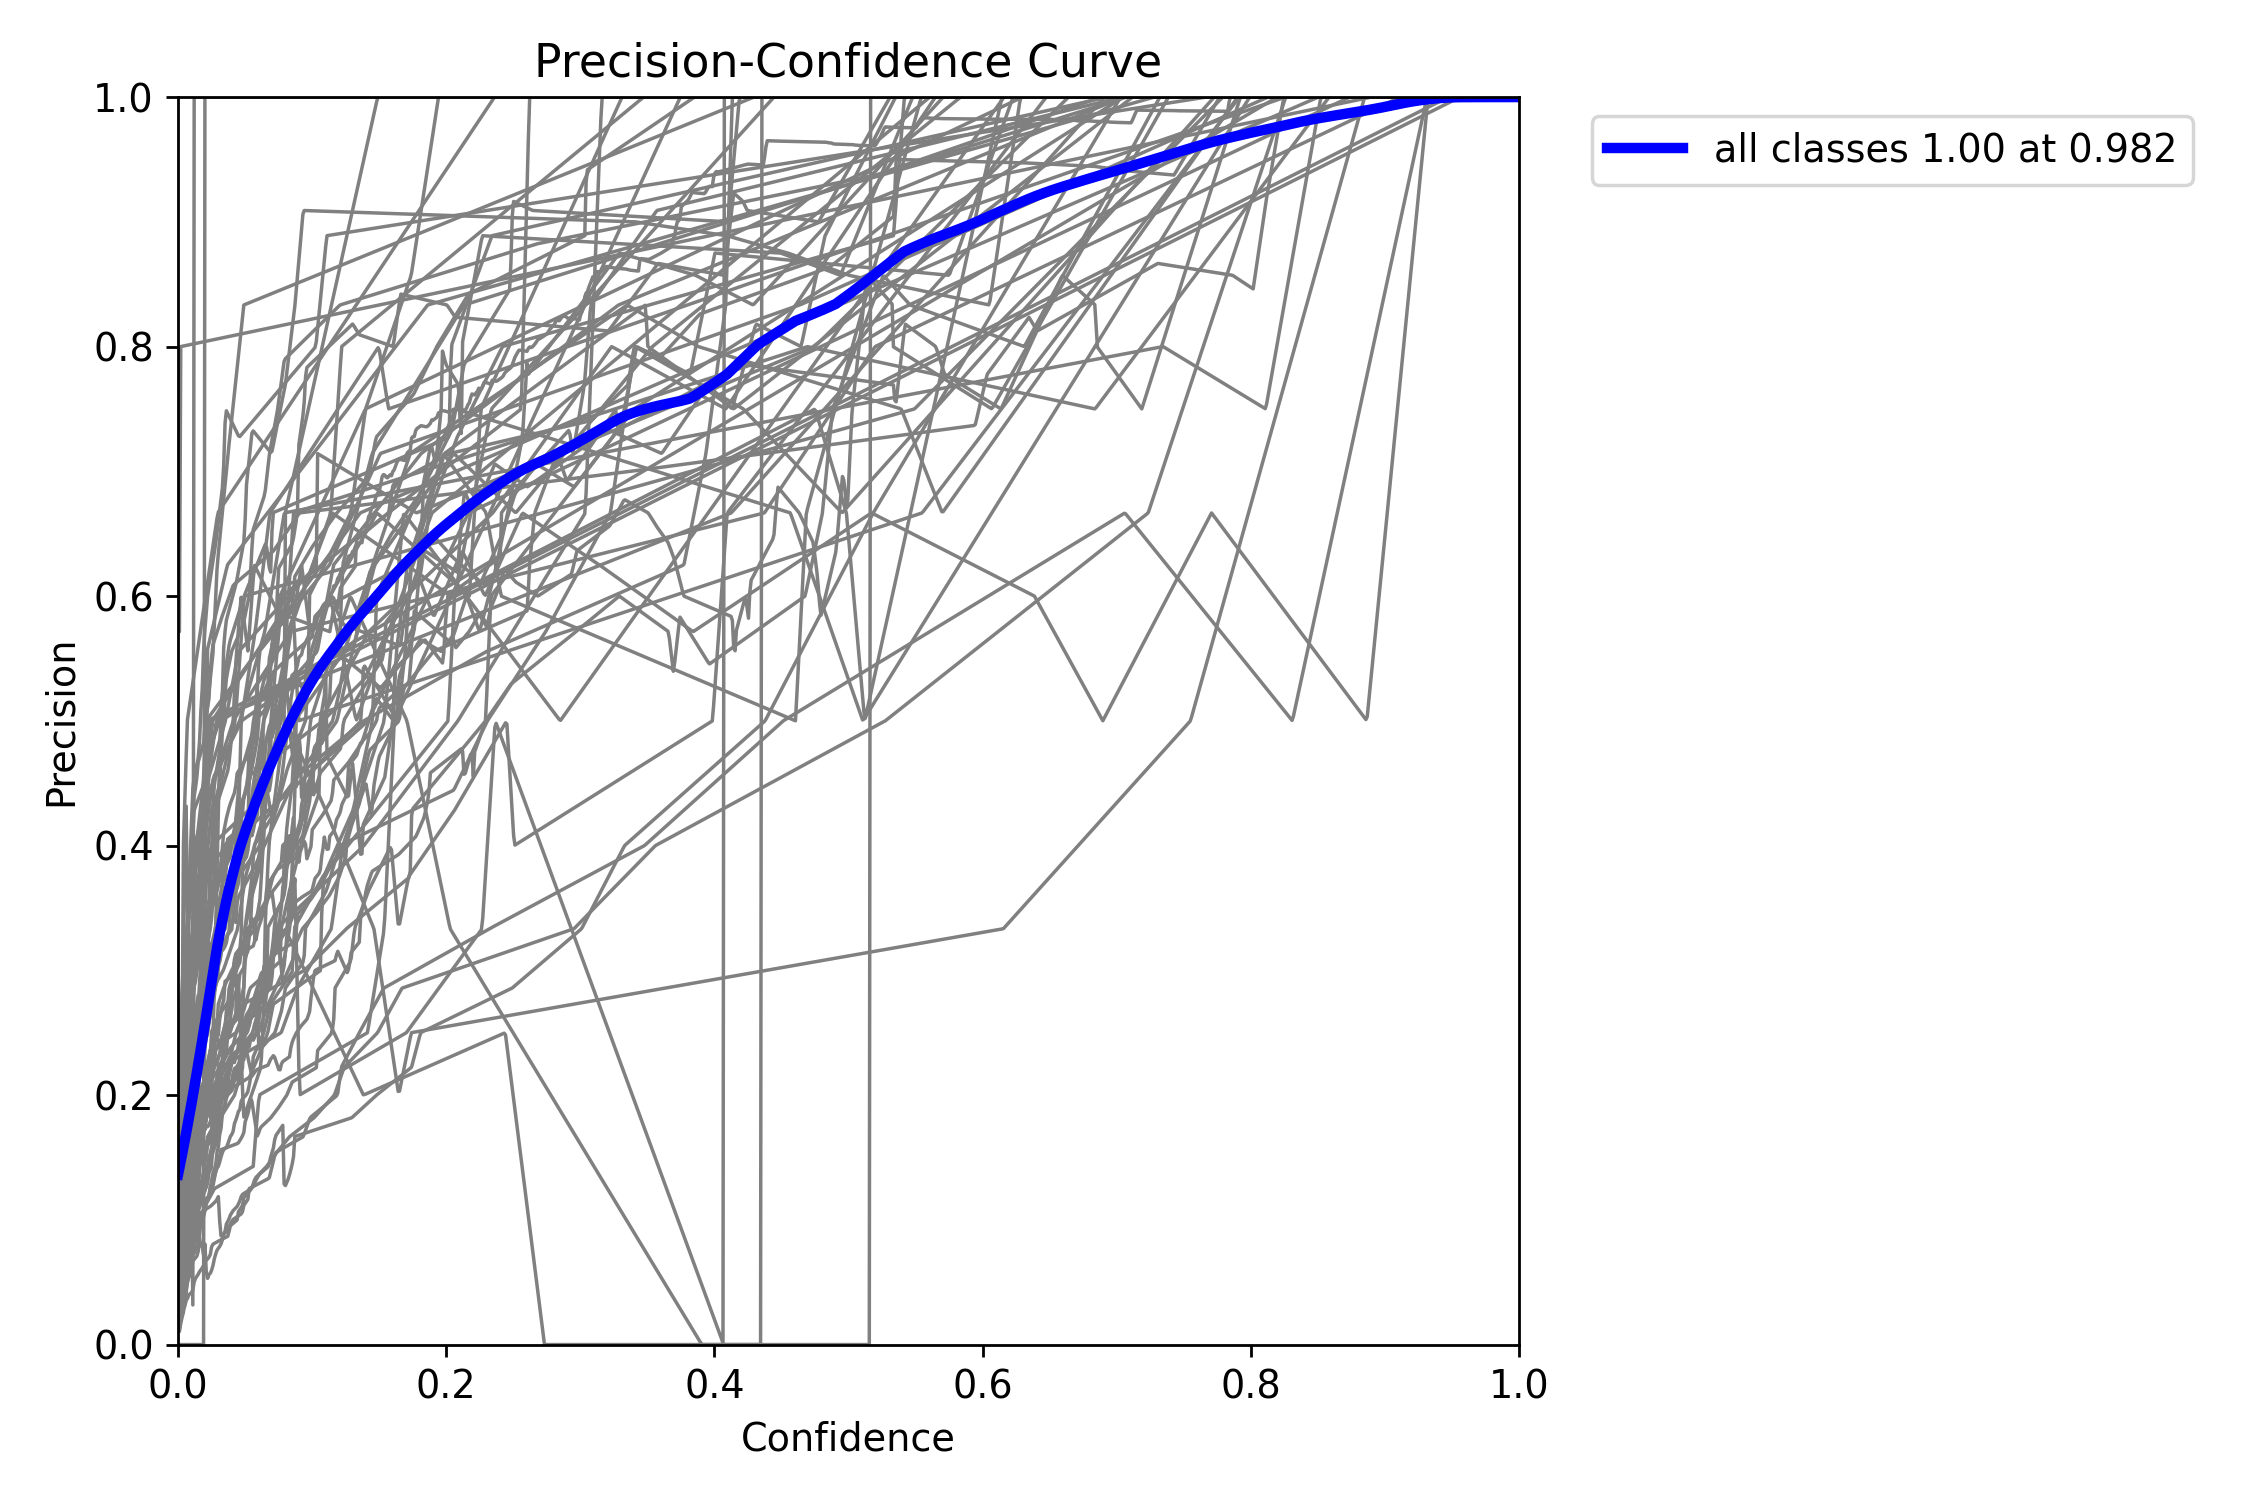 Precision-Confidence Curve
1.0
0.8
0.6
0.4
0.2
0.0
Precision
0.0 0.2 0.4 0.6 0.8 1.0
Confidence
all classes 1.00 at 0.982